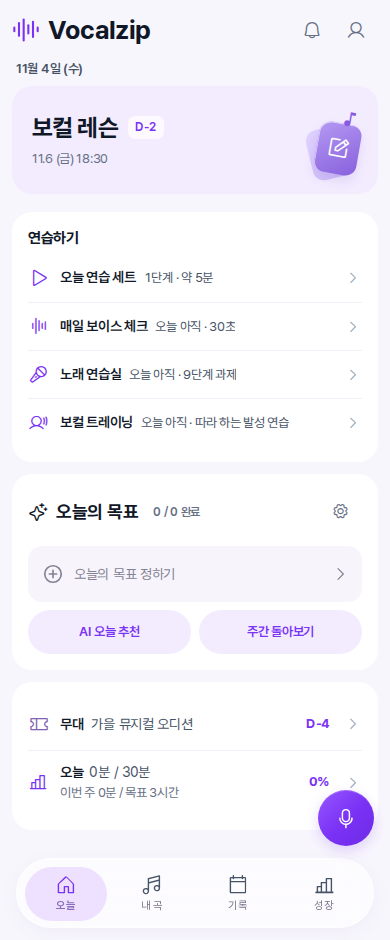 Vocalzip
11월 4일 (수)
보컬 레슨 D-2
11.6 (금) 18:30
연습하기
오늘 연습 세트 1단계 · 약 5분
매일 보이스 체크 오늘 아직 · 30초
노래 연습실 오늘 아직 · 9단계 과제
보컬 트레이닝 오늘 아직 · 따라 하는 발성 연습
오늘의 목표 0 / 0 완료
오늘의 목표 정하기
AI 오늘 추천 주간 돌아보기
무대 가을 뮤지컬 오디션 D-4
오늘 0분 / 30분 0%
이번 주 0분 / 목표 3시간
오늘 내 곡 기록 성장